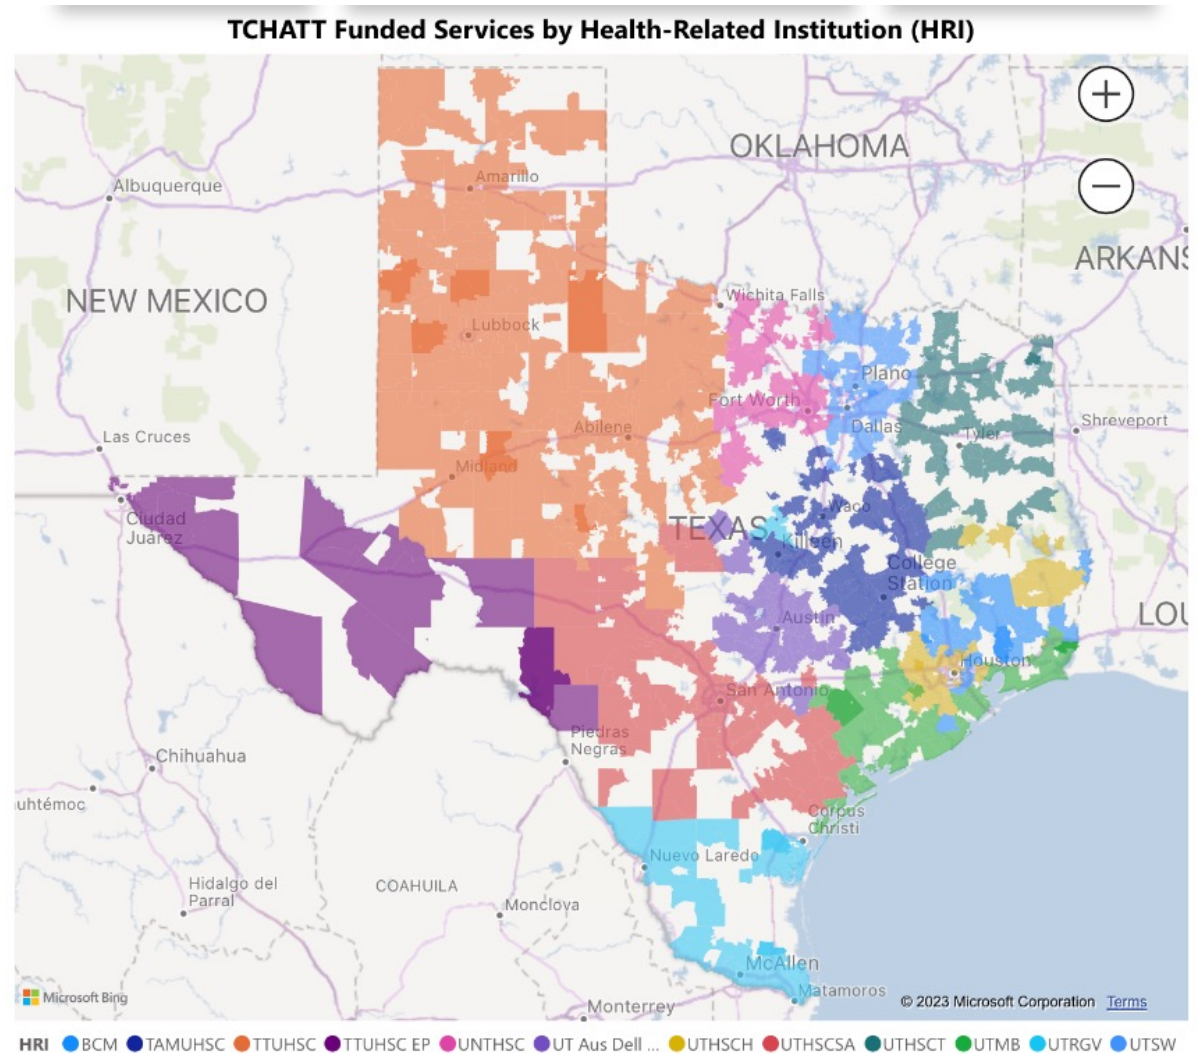 TCHATT Funded Services by Health-Related Institution (HRI)
OKLAHOMA
Albuquerque
Amarillo
ARKANS
NEW MEXICO
Wichita Falls
Lubbock
Plano
Fort Worth
Las Cruces
Abilene
Dallas
Tyler
Shreveport
Midland
Ciudad
Juárez
TEXAS
Waco
Killeen
College
Station
Austin
LOU
Houston
San Antonio
Piedras
Negras
Chihuahua
uhtémoc
Corpus
Christi
Nuevo Laredo
Hidalgo del
Parral
COAHUILA
Monclova
McAllen
Matamoros
Microsoft Bing
Monterrey
© 2023 Microsoft Corporation Terms
HRI BCM TAMUHSC TTUHSC TTUHSC EP UNTHSC UT Aus Dell ... UTHSCH UTHSCSA UTHSCT UTMB UTRGV UTSW